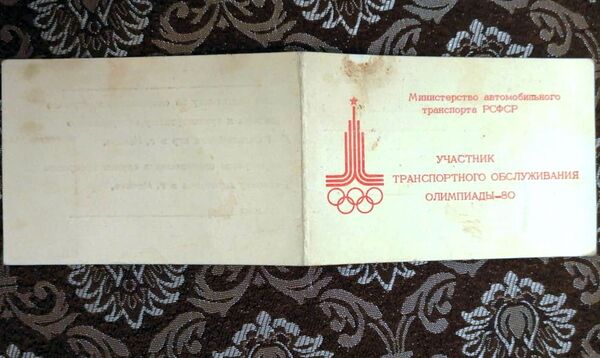 Министерство автомобильного
транспорта РСФСР
УЧАСТНИК
ТРАНСПОРТНОГО ОБСЛУЖИВАНИЯ
ОЛИМПИАДЫ—80